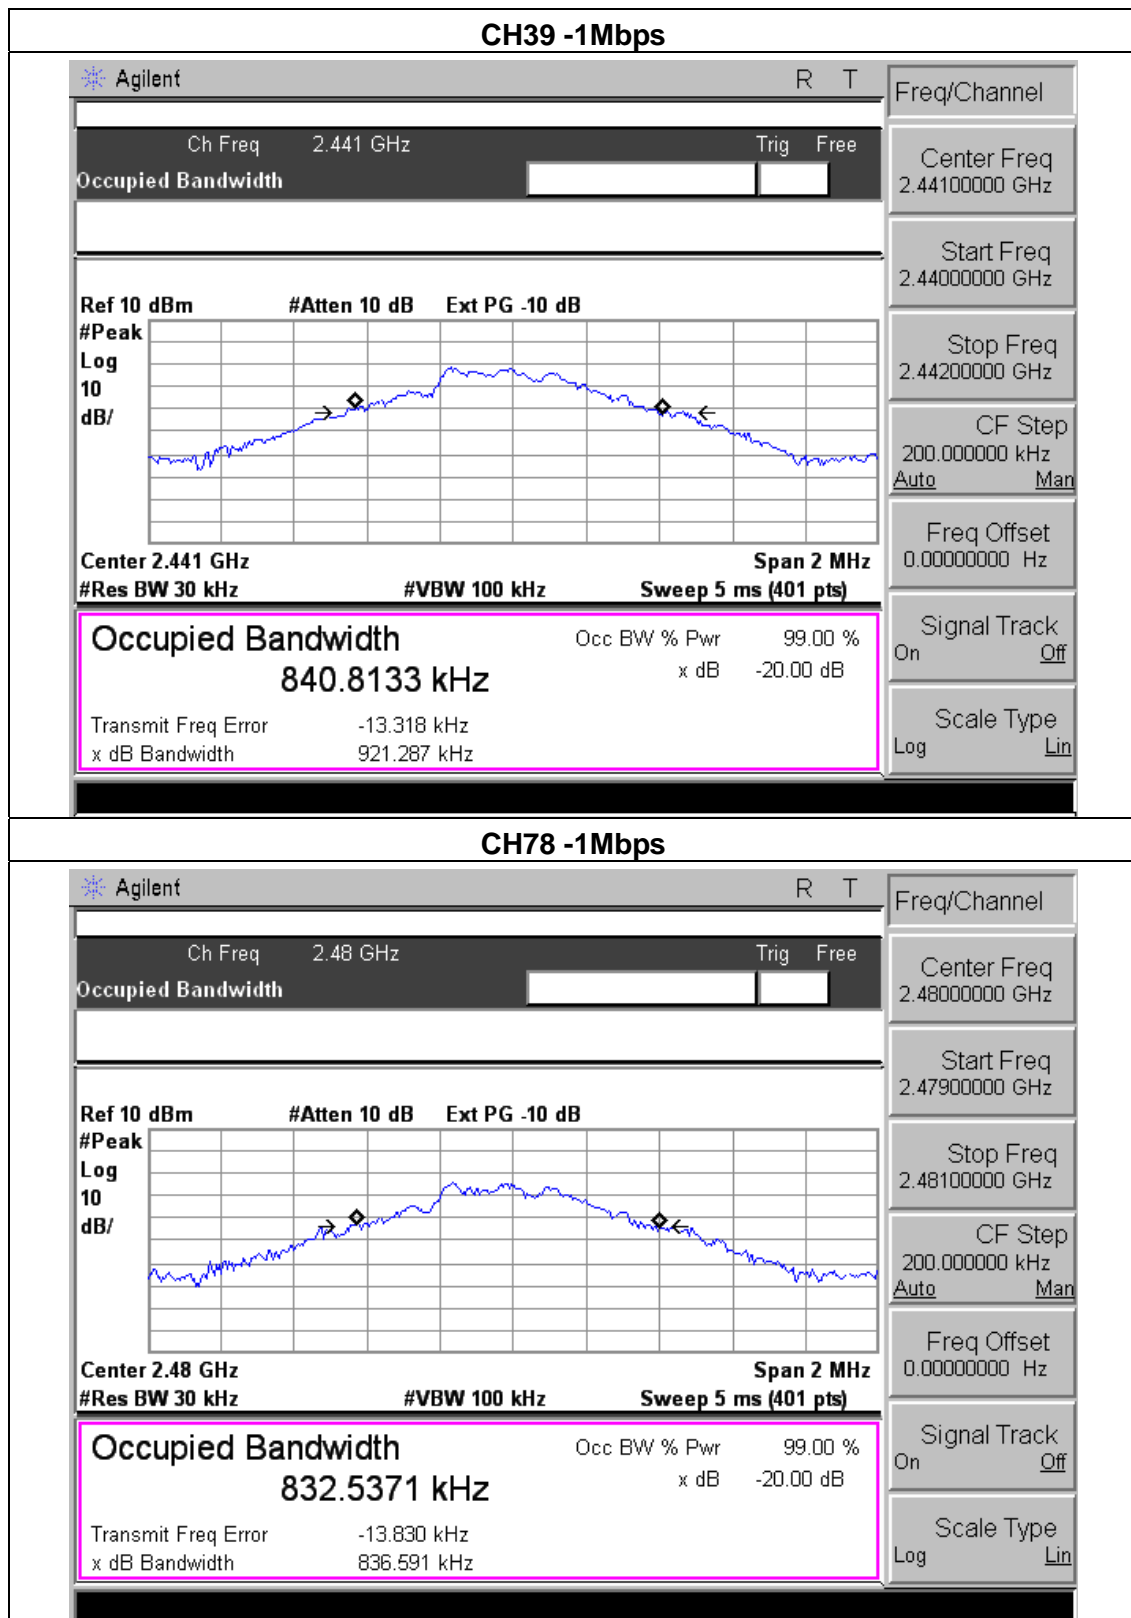 CH39 -1Mbps
Agilent R T
Freq/Channel
Ch Freq 2.441 GHz Trig Free
Occupied Bandwidth
Center Freq
2.44100000 GHz
Start Freq
2.44000000 GHz
Ref 10 dBm #Atten 10 dB Ext PG -10 dB
#Peak
Log
10
dB/
Stop Freq
2.44200000 GHz
CF Step
200.000000 kHz
Auto Man
Center 2.441 GHz Span 2 MHz
#Res BW 30 kHz #VBW 100 kHz Sweep 5 ms (401 pts)
Freq Offset
0.00000000 Hz
Occupied Bandwidth Occ BW % Pwr 99.00 %
840.8133 kHz x dB -20.00 dB
Transmit Freq Error -13.318 kHz
x dB Bandwidth 921.287 kHz
Signal Track
On Off
Scale Type
Log Lin
CH78 -1Mbps
Agilent R T
Freq/Channel
Ch Freq 2.48 GHz Trig Free
Occupied Bandwidth
Center Freq
2.48000000 GHz
Start Freq
2.47900000 GHz
Ref 10 dBm #Atten 10 dB Ext PG -10 dB
#Peak
Log
10
dB/
Stop Freq
2.48100000 GHz
CF Step
200.000000 kHz
Auto Man
Center 2.48 GHz Span 2 MHz
#Res BW 30 kHz #VBW 100 kHz Sweep 5 ms (401 pts)
Freq Offset
0.00000000 Hz
Occupied Bandwidth Occ BW % Pwr 99.00 %
832.5371 kHz x dB -20.00 dB
Transmit Freq Error -13.830 kHz
x dB Bandwidth 836.591 kHz
Signal Track
On Off
Scale Type
Log Lin